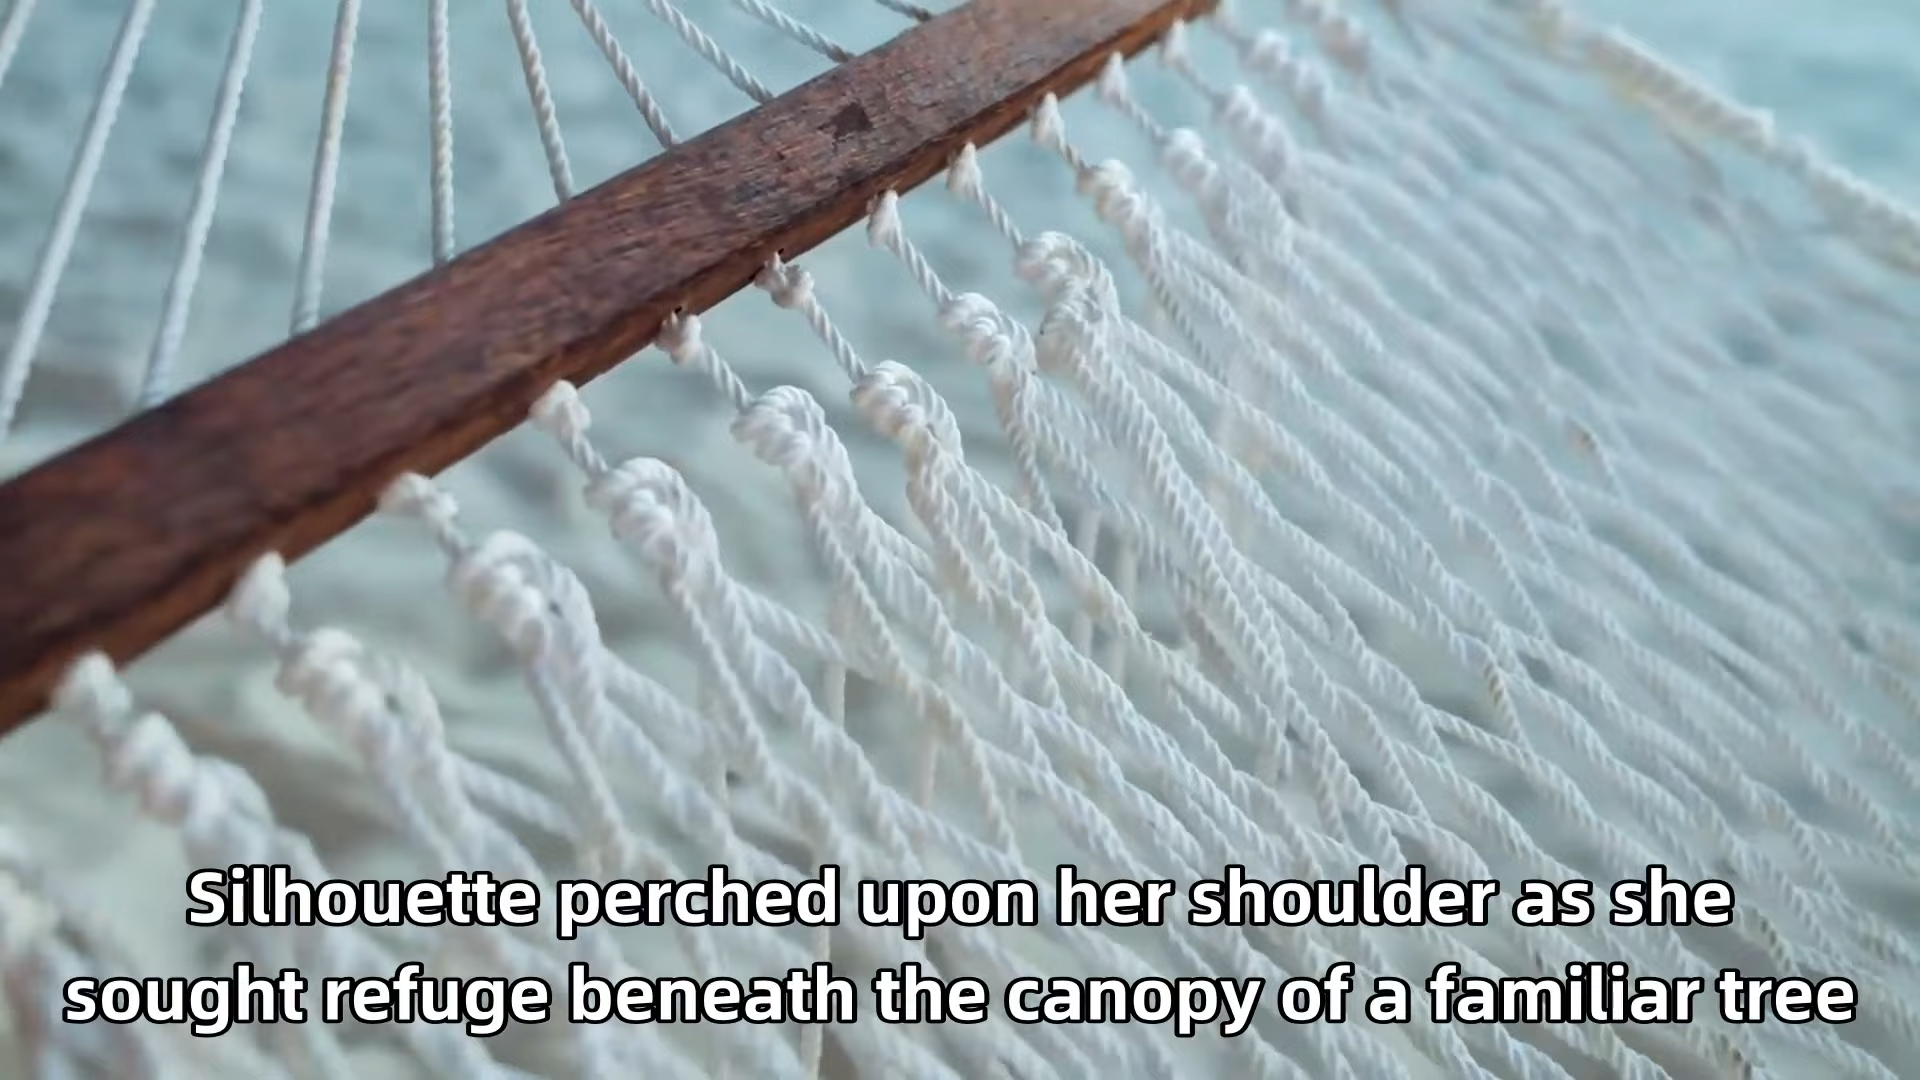 Silhouette perched upon her shoulder as she
sought refuge beneath the canopy of a familiar tree